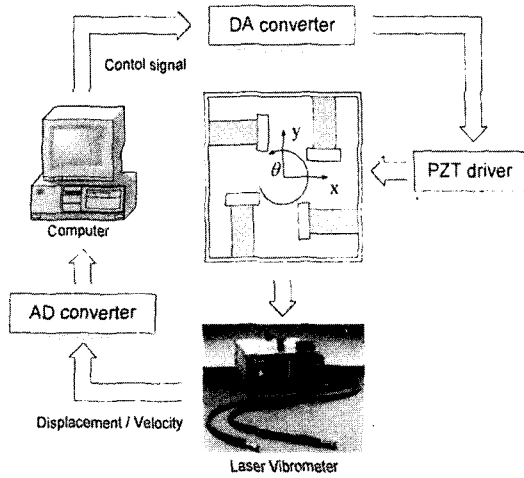 DA converter
Contol signal
y
θ
x
PZT driver
Computer
AD converter
Displacement / Velocity
Laser Vibrometer